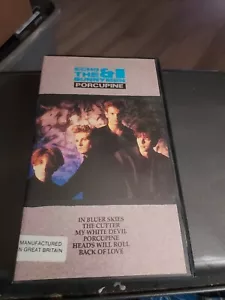 ECHO
THE &
BUNNYMEN
PORCUPINE
IN BLUER SKIES
THE CUTTER
MY WHITE DEVIL
PORCUPINE
HEADS WILL ROLL
BACK OF LOVE
MANUFACTURED
IN GREAT BRITAIN